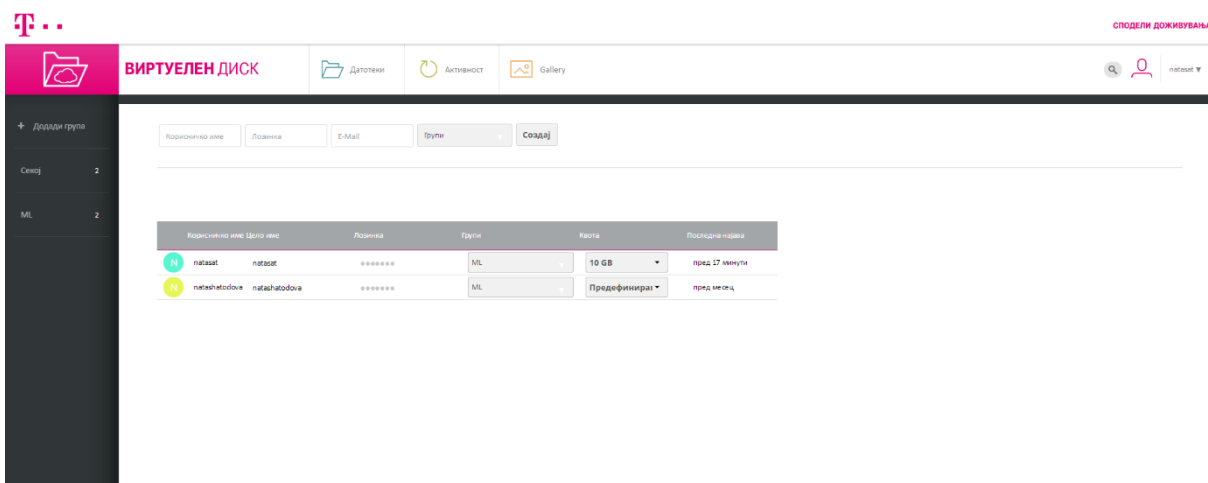 T
СПОДЕЛИ ДОЖИВУВАЊА
ВИРТУЕЛЕН ДИСК
Датотеки
Активност
Gallery
natasat ▼
+ Додади група
Корисничко име
Лозинка
E-Mail
Групи
Создај
Секој 2
ML 2
Корисничко име Цело име Лозинка Групи Квота Последна најава
N natasat natasat ●●●●●●● ML 10 GB пред 17 минути
N natashatodova natashatodova ●●●●●●● ML Предефинира пред месец